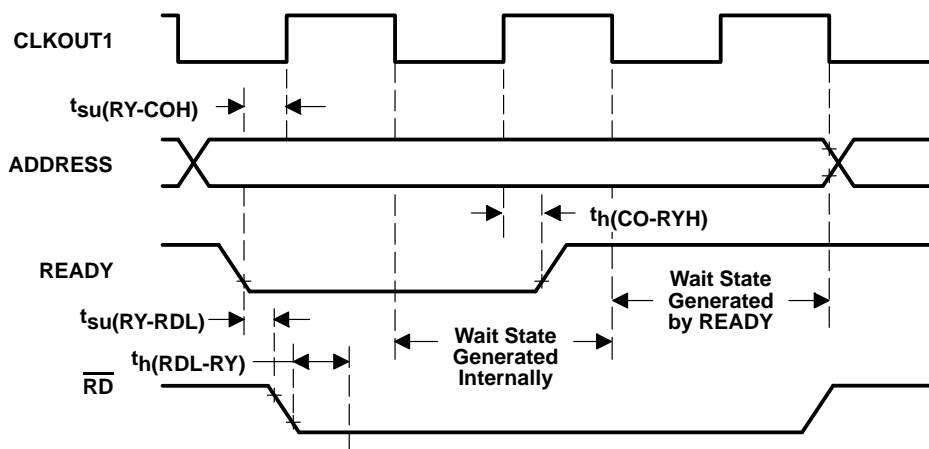 CLKOUT1
tsu(RY-COH)
ADDRESS
th(CO-RYH)
READY
Wait State
Generated
by READY
tsu(RY-RDL)
Wait State
Generated
Internally
th(RDL-RY)
RD